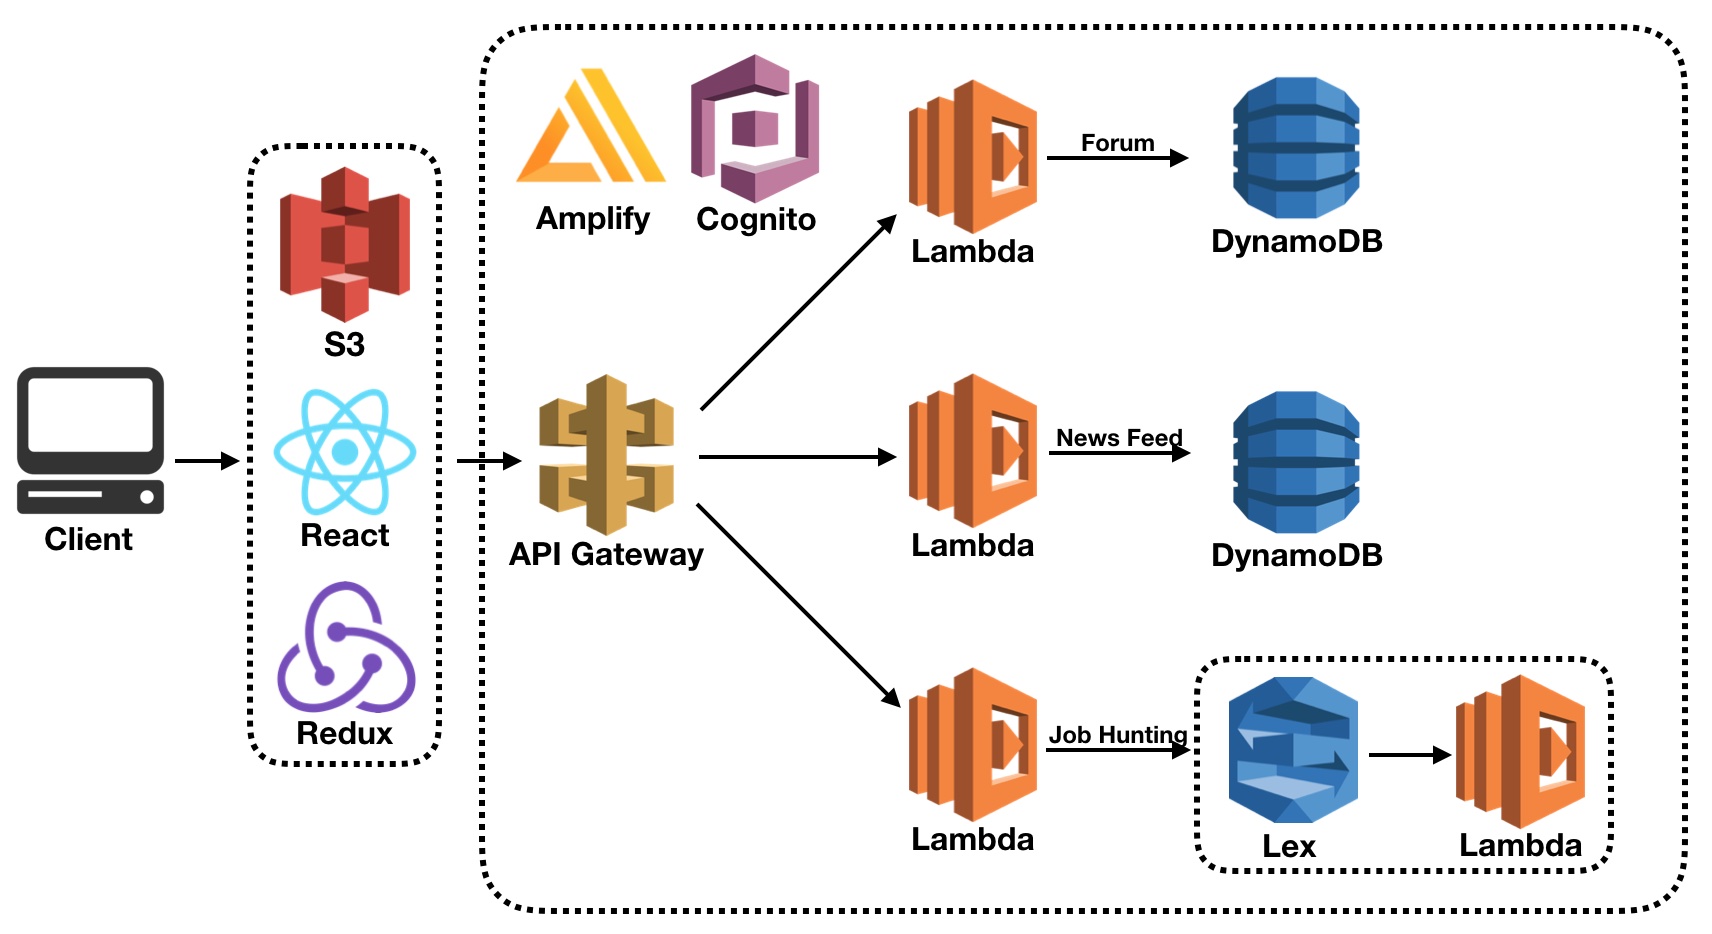 Client
S3
React
Redux
Amplify
Cognito
API Gateway
Lambda
Forum
DynamoDB
Lambda
News Feed
DynamoDB
Lambda
Job Hunting
Lex
Lambda